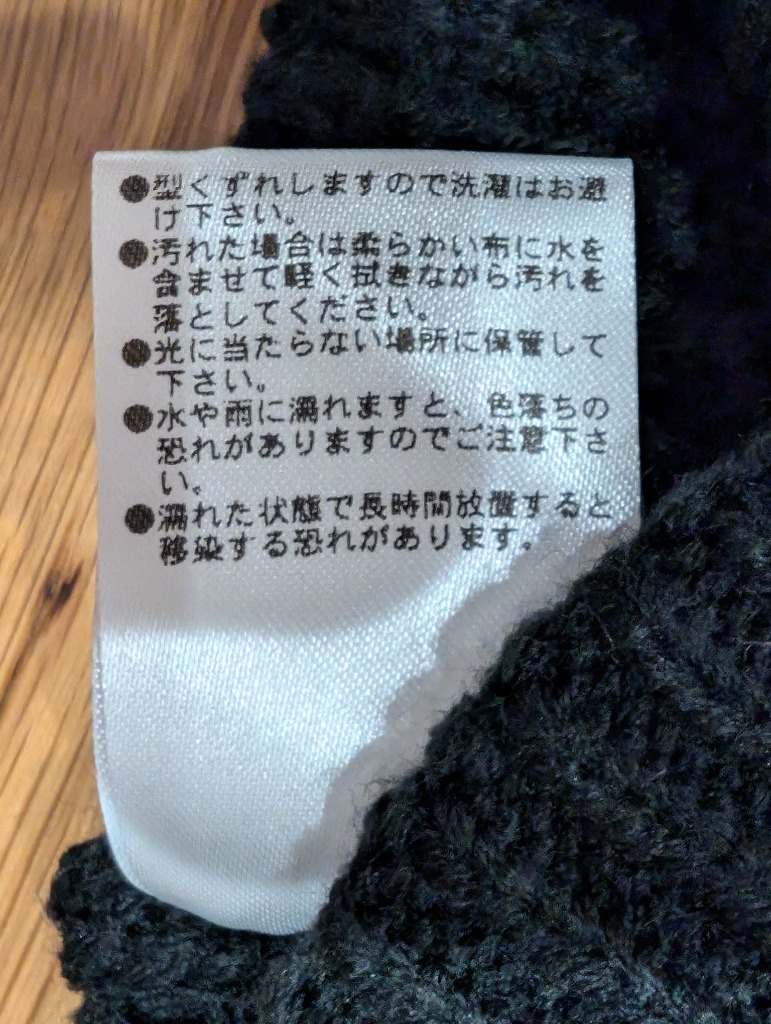 ●型くずれしますので洗濯はお避
け下さい。
●汚れた場合は柔らかい布に水を
含ませて軽く拭きながら汚れを
落としてください。
●光に当たらない場所に保管して
下さい。
●水や雨に濡れますと、色落ちの
恐れがありますのでご注意下さ
い。
●濡れた状態で長時間放置すると
移染する恐れがあります。